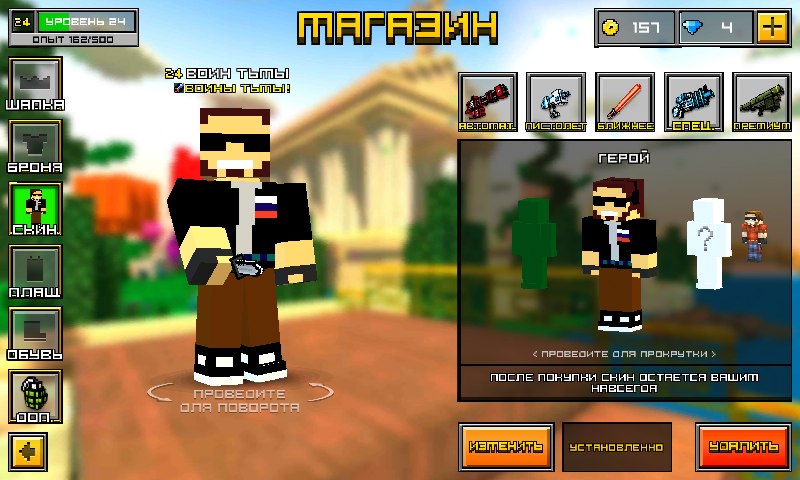 24 УРОВЕНЬ 24
ОПЫТ 162/500
МАГАЗИН
157
4
24 ВОИН ТЬМЫ
ВОИНЫ ТЬМЫ!
ШАПКА
БРОНЯ
СКИН
ПЛАЩ
ОБУВЬ
ДОП.
ПРОВЕДИТЕ
ДЛЯ ПОВОРОТА
АВТОМАТ. ПИСТОЛЕТ БЛИЖНЕЕ СПЕЦ. ПРЕМИУМ
ГЕРОЙ
?
< ПРОВЕДИТЕ ДЛЯ ПРОКРУТКИ >
ПОСЛЕ ПОКУПКИ СКИН ОСТАЕТСЯ ВАШИМ
НАВСЕГДА
ИЗМЕНИТЬ УСТАНОВЛЕННО УДАЛИТЬ